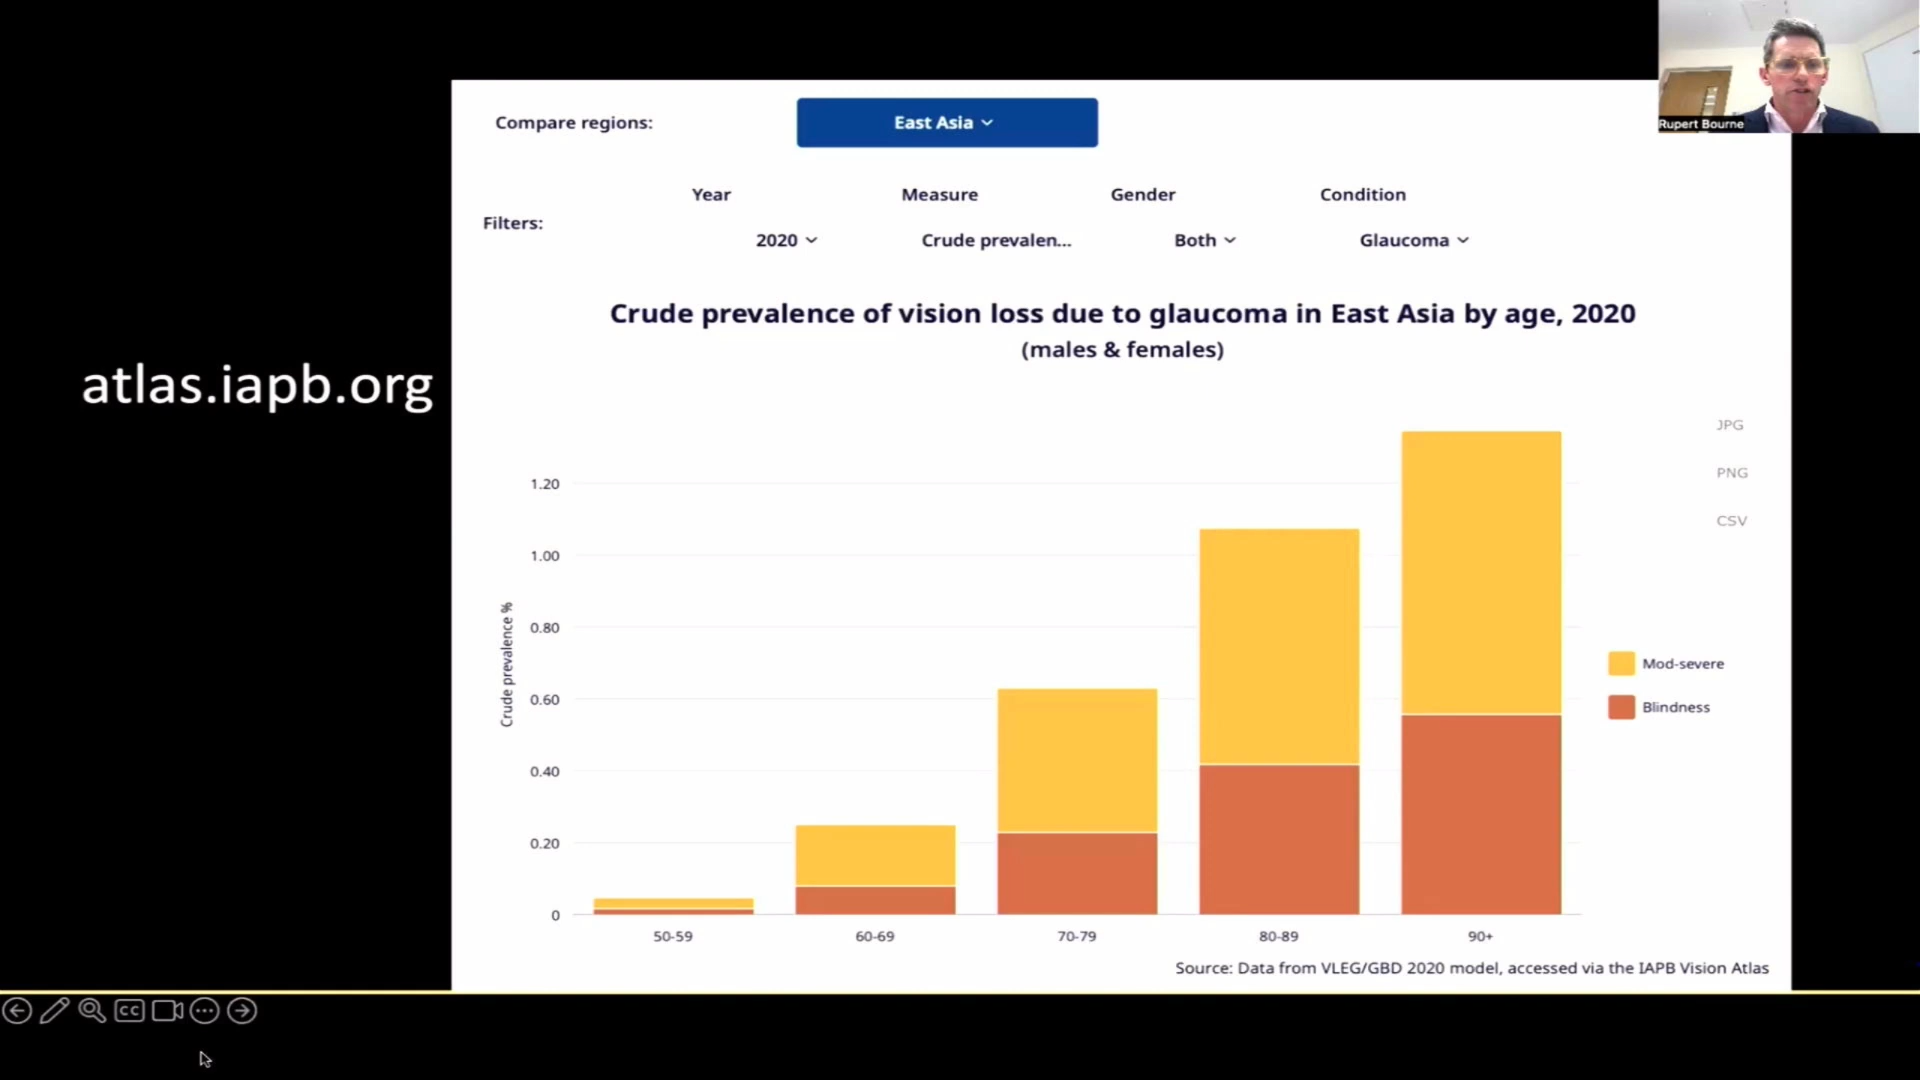 Rupert Bourne
Compare regions:
East Asia
Year
Measure
Gender
Condition
Filters:
2020
Crude prevalen...
Both
Glaucoma
Crude prevalence of vision loss due to glaucoma in East Asia by age, 2020
(males & females)
atlas.iapb.org
JPG
PNG
CSV
Crude prevalence %
1.20
1.00
0.80
0.60
0.40
0.20
0
50-59
60-69
70-79
80-89
90+
Mod-severe
Blindness
Source: Data from VLEG/GBD 2020 model, accessed via the IAPB Vision Atlas
CC